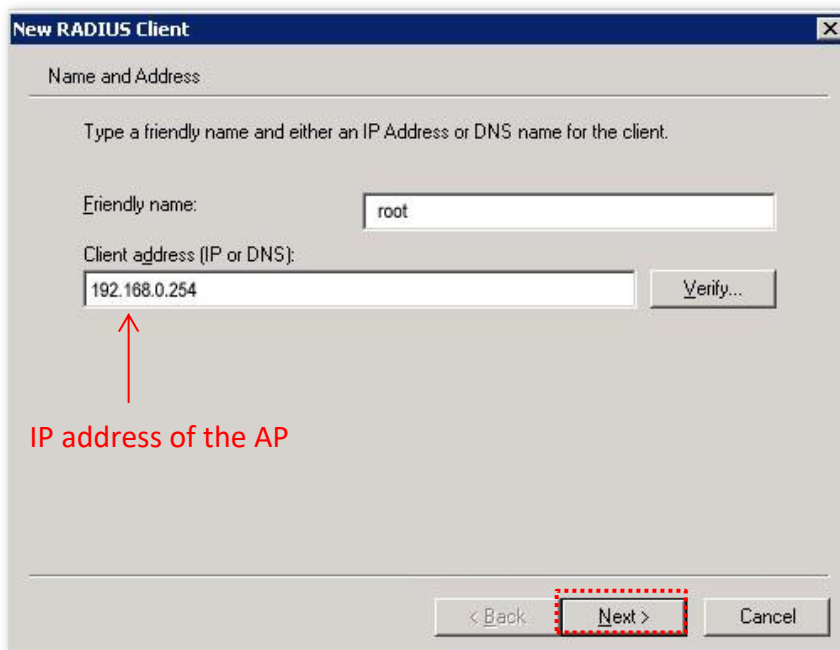 New RADIUS Client
Name and Address
Type a friendly name and either an IP Address or DNS name for the client.
Friendly name:
root
Client address (IP or DNS):
192.168.0.254
Verify...
IP address of the AP
< Back
Next >
Cancel